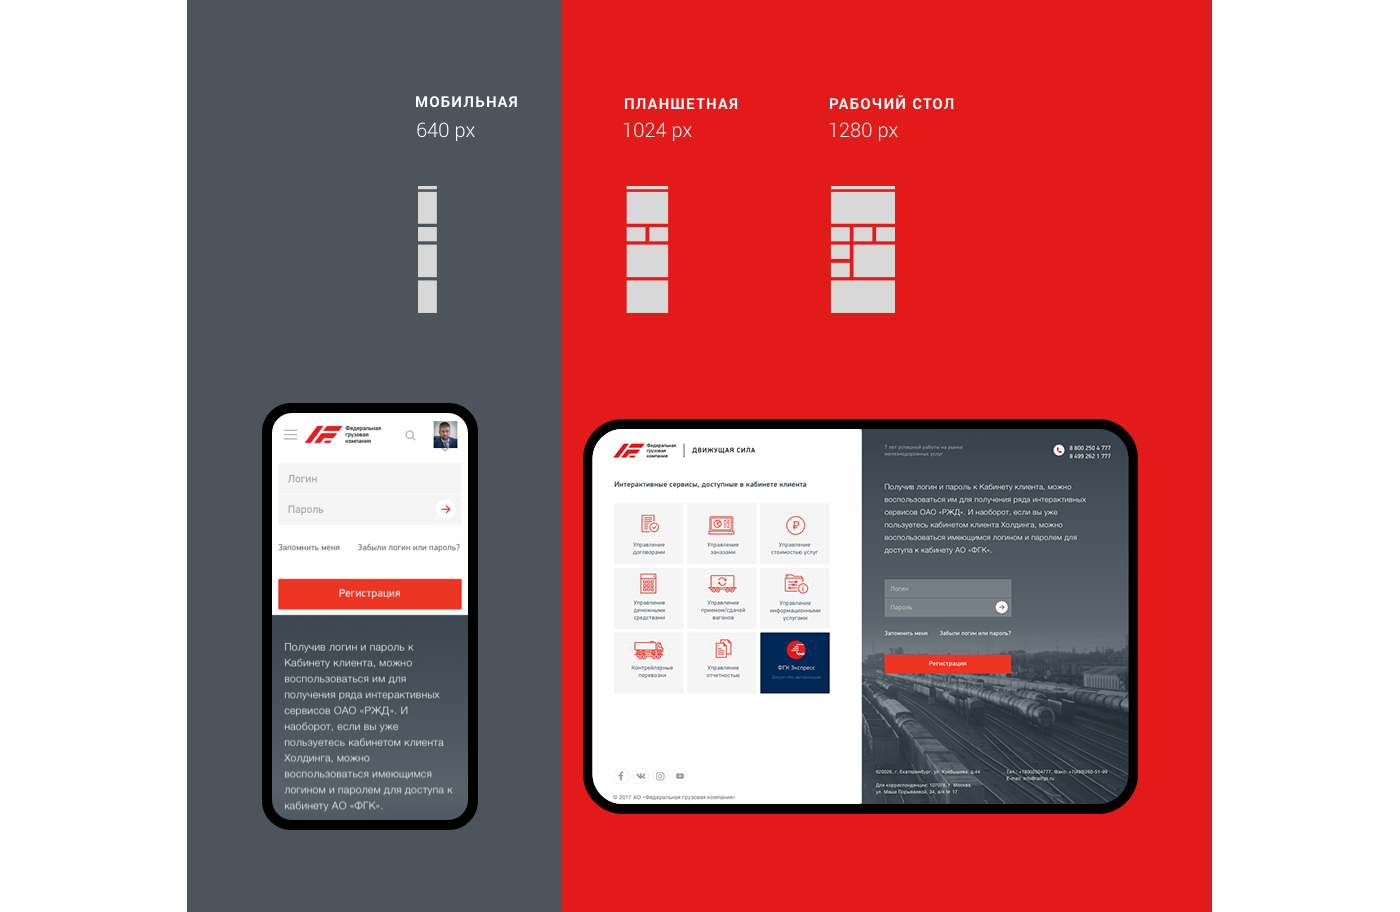 МОБИЛЬНАЯ
640 px
ПЛАНШЕТНАЯ
1024 px
РАБОЧИЙ СТОЛ
1280 px
Федеральная
грузовая
компания
Логин
Пароль
Запомнить меня
Забыли логин или пароль?
Регистрация
Получив логин и пароль к
Кабинету клиента, можно
воспользоваться им для
получения ряда интерактивных
сервисов ОАО «РЖД». И
наоборот, если вы уже
пользуетесь кабинетом клиента
Холдинга, можно
воспользоваться имеющимся
логином и паролем для доступа к
кабинету АО «ФГК».
Федеральная
грузовая
компания
ДВИЖУЩАЯ СИЛА
Интерактивные сервисы, доступные в кабинете клиента
Управление
договорами
Управление
заказами
Управление
стоимостью услуг
Управление
денежными
средствами
Управление
приемом/сдачей
вагонов
Управление
информационными
услугами
Контрейлерные
перевозки
Управление
отчетностью
ФГК Экспресс
Доступ без авторизации
© 2017 АО «Федеральная грузовая компания»
7 лет успешной работы на рынке
железнодорожных услуг
8 800 250 4 777
8 499 262 1 777
Получив логин и пароль к Кабинету клиента, можно
воспользоваться им для получения ряда интерактивных
сервисов ОАО «РЖД». И наоборот, если вы уже
пользуетесь кабинетом клиента Холдинга, можно
воспользоваться имеющимся логином и паролем для
доступа к кабинету АО «ФГК».
Логин
Пароль
Запомнить меня
Забыли логин или пароль?
Регистрация
620026, г. Екатеринбург, ул. Куйбышева, д.44
Для корреспонденции: 107078, г. Москва,
ул. Маши Порываевой, 34, а/я № 17
Тел.: +78002504777, Факс: +7(499)260-51-99
E-mail: info@railfgk.ru